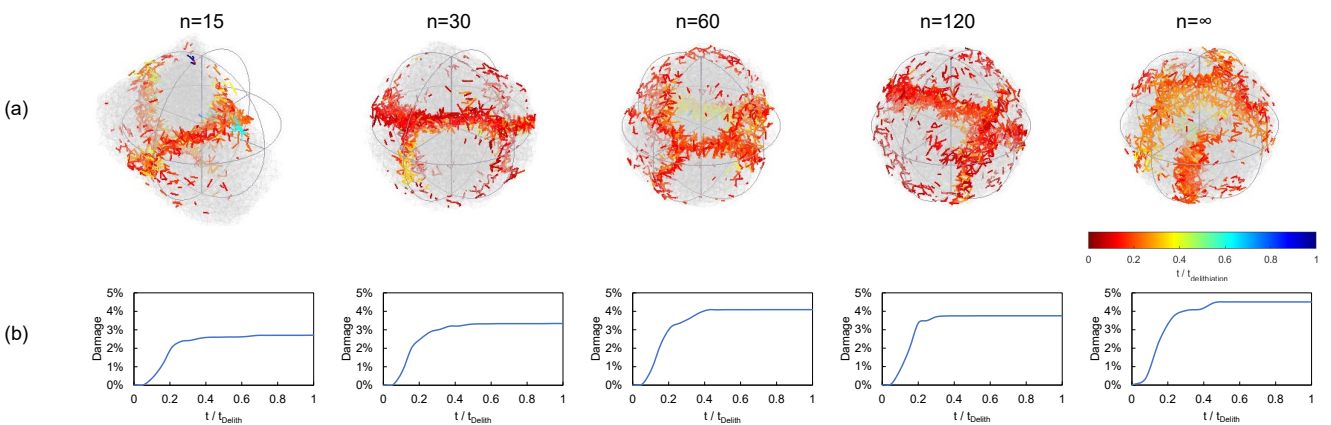 n=15 n=30 n=60 n=120 n=∞
(a)
0 0.2 0.4 0.6 0.8 1
t / t_delithiation
(b)
5% 5% 5% 5% 5%
4% 4% 4% 4% 4%
3% 3% 3% 3% 3%
2% 2% 2% 2% 2%
1% 1% 1% 1% 1%
0% 0% 0% 0% 0%
Damage Damage Damage Damage Damage
0 0.2 0.4 0.6 0.8 1 0 0.2 0.4 0.6 0.8 1 0 0.2 0.4 0.6 0.8 1 0 0.2 0.4 0.6 0.8 1 0 0.2 0.4 0.6 0.8 1
t / t_Delith t / t_Delith t / t_Delith t / t_Delith t / t_Delith